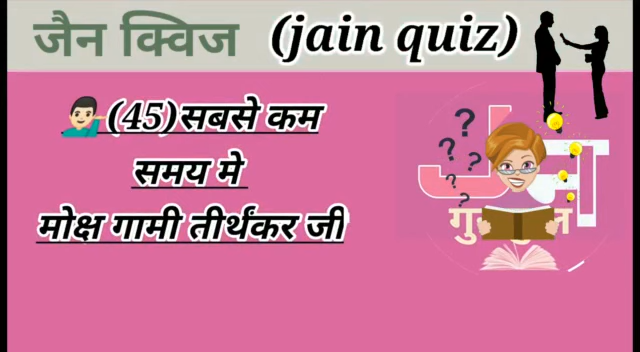 जैन क्विज (jain quiz)
(45) सबसे कम
समय मे
मोक्ष गामी तीर्थंकर जी